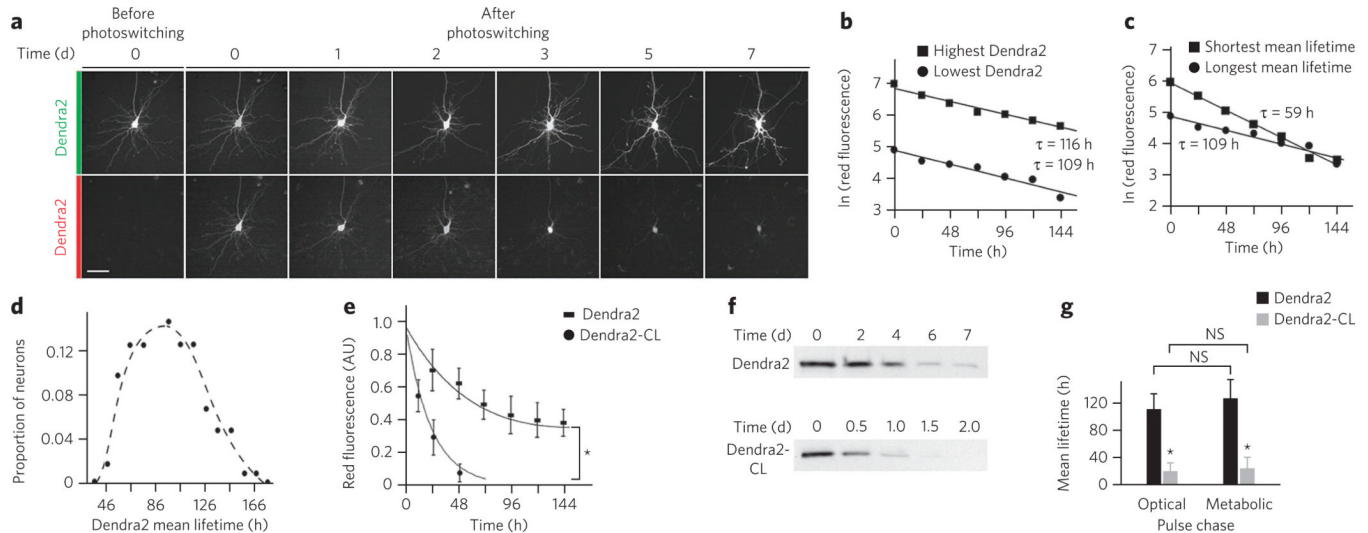 a
Before
photoswitching
After
photoswitching
Time (d) 0 0 1 2 3 5 7
Dendra2
Dendra2
b
Highest Dendra2
Lowest Dendra2
7
6
5
4
3
ln (red fluorescence)
τ = 116 h
τ = 109 h
0 48 96 144
Time (h)
c
Shortest mean lifetime
Longest mean lifetime
6
5
4
3
2
ln (red fluorescence)
τ = 59 h
τ = 109 h
0 48 96 144
Time (h)
d
Proportion of neurons
0.12
0.08
0.04
0
46 86 126 166
Dendra2 mean lifetime (h)
e
Dendra2
Dendra2-CL
Red fluorescence (AU)
1.0
0.8
0.6
0.4
0.2
0
*
0 48 96 144
Time (h)
f
Time (d) 0 2 4 6 7
Dendra2
Time (d) 0 0.5 1.0 1.5 2.0
Dendra2-
CL
g
Dendra2
Dendra2-CL
NS
NS
Mean lifetime (h)
120
80
40
0
* *
Optical Metabolic
Pulse chase